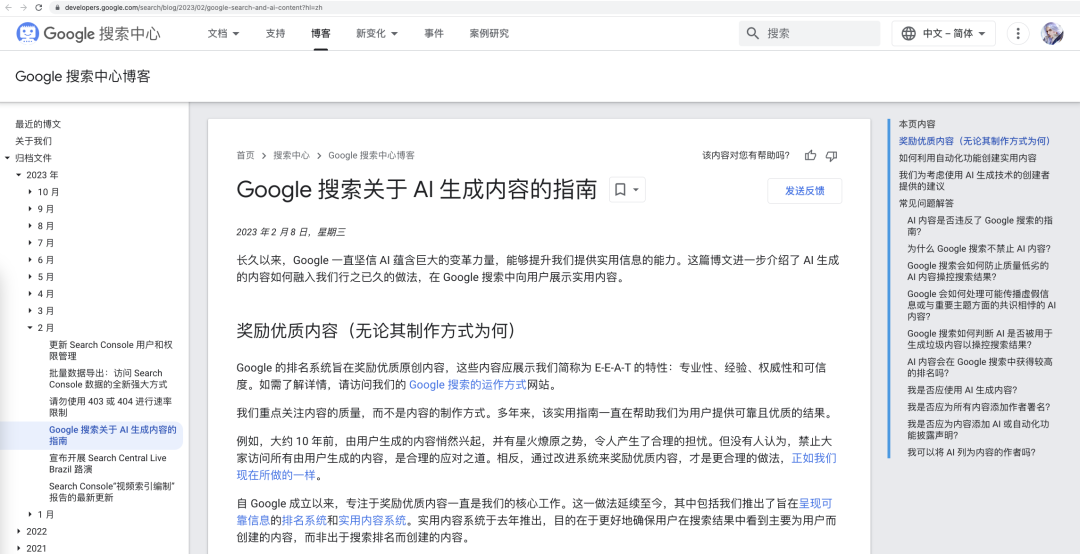 developers.google.com/search/blog/2023/02/google-search-and-ai-content?hl=zh
Google 搜索中心
文档
支持
博客
新变化
事件
案例研究
搜索
中文 – 简体
Google 搜索中心博客
最近的博文
关于我们
归档文件
2023 年
10 月
9 月
8 月
7 月
6 月
5 月
4 月
3 月
2 月
更新 Search Console 用户和权
限管理
批量数据导出：访问 Search
Console 数据的全新强大方式
请勿使用 403 或 404 进行速率
限制
Google 搜索关于 AI 生成内容的
指南
宣布开展 Search Central Live
Brazil 路演
Search Console“视频索引编制”
报告的最新更新
1 月
2022
2021
首页
搜索中心
Google 搜索中心博客
该内容对您有帮助吗?
Google 搜索关于 AI 生成内容的指南
发送反馈
2023 年 2 月 8 日，星期三
长久以来，Google 一直坚信 AI 蕴含巨大的变革力量，能够提升我们提供实用信息的能力。这篇博文进一步介绍了 AI 生成
的内容如何融入我们行之已久的做法，在 Google 搜索中向用户展示实用内容。
奖励优质内容（无论其制作方式为何）
Google 的排名系统旨在奖励优质原创内容，这些内容应展示我们简称为 E-E-A-T 的特性：专业性、经验、权威性和可信
度。如需了解详情，请访问我们的 Google 搜索的运作方式网站。
我们重点关注内容的质量，而不是内容的制作方式。多年来，该实用指南一直在帮助我们为用户提供可靠且优质的结果。
例如，大约 10 年前，由用户生成的内容悄然兴起，并有星火燎原之势，令人产生了合理的担忧。但没有人认为，禁止大
家访问所有由用户生成的内容，是合理的应对之道。相反，通过改进系统来奖励优质内容，才是更合理的做法，正如我们
现在所做的一样。
自 Google 成立以来，专注于奖励优质内容一直是我们的核心工作。这一做法延续至今，其中包括我们推出了旨在呈现可
靠信息的排名系统和实用内容系统。实用内容系统于去年推出，目的在于更好地确保用户在搜索结果中看到主要为用户而
创建的内容，而非出于搜索排名而创建的内容。
本页内容
奖励优质内容（无论其制作方式为何）
如何利用自动化功能创建实用内容
我们为考虑使用 AI 生成技术的创建者
提供的建议
常见问题解答
AI 内容是否违反了 Google 搜索的指
南?
为什么 Google 搜索不禁止 AI 内容?
Google 搜索会如何防止质量低劣的
AI 内容操控搜索结果?
Google 会如何处理可能传播虚假信
息或与重要主题方面的共识相悖的 AI
内容?
Google 搜索如何判断 AI 是否被用于
生成垃圾内容以操控搜索结果?
AI 内容会在 Google 搜索中获得较高
的排名吗?
我是否应使用 AI 生成内容?
我是否应为所有内容添加作者署名?
我是否应为内容添加 AI 或自动化功
能披露声明?
我可以将 AI 列为内容的作者吗?